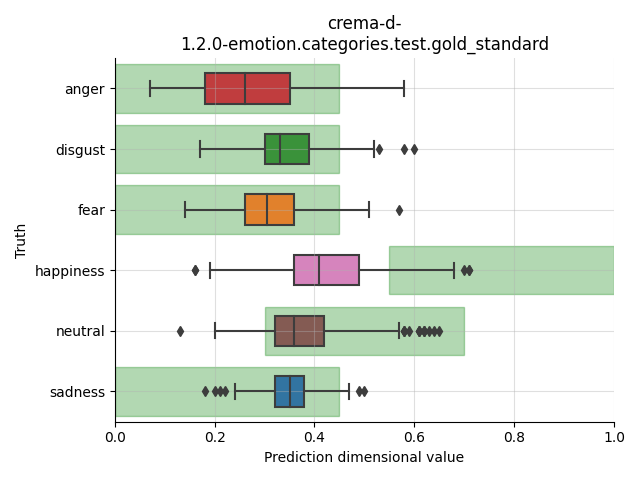 crema-d-
1.2.0-emotion.categories.test.gold_standard
Truth
anger
disgust
fear
happiness
neutral
sadness
0.0 0.2 0.4 0.6 0.8 1.0
Prediction dimensional value